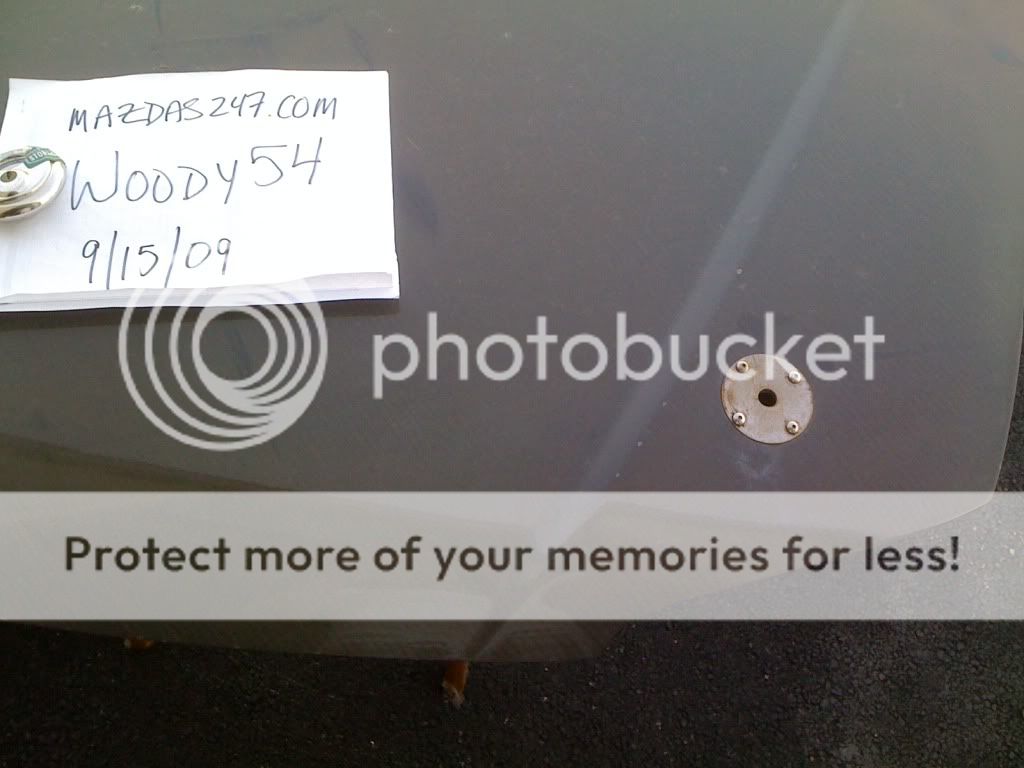 MAZDAS247.COM
WOODY54
9/15/09
photobucket
Protect more of your memories for less!